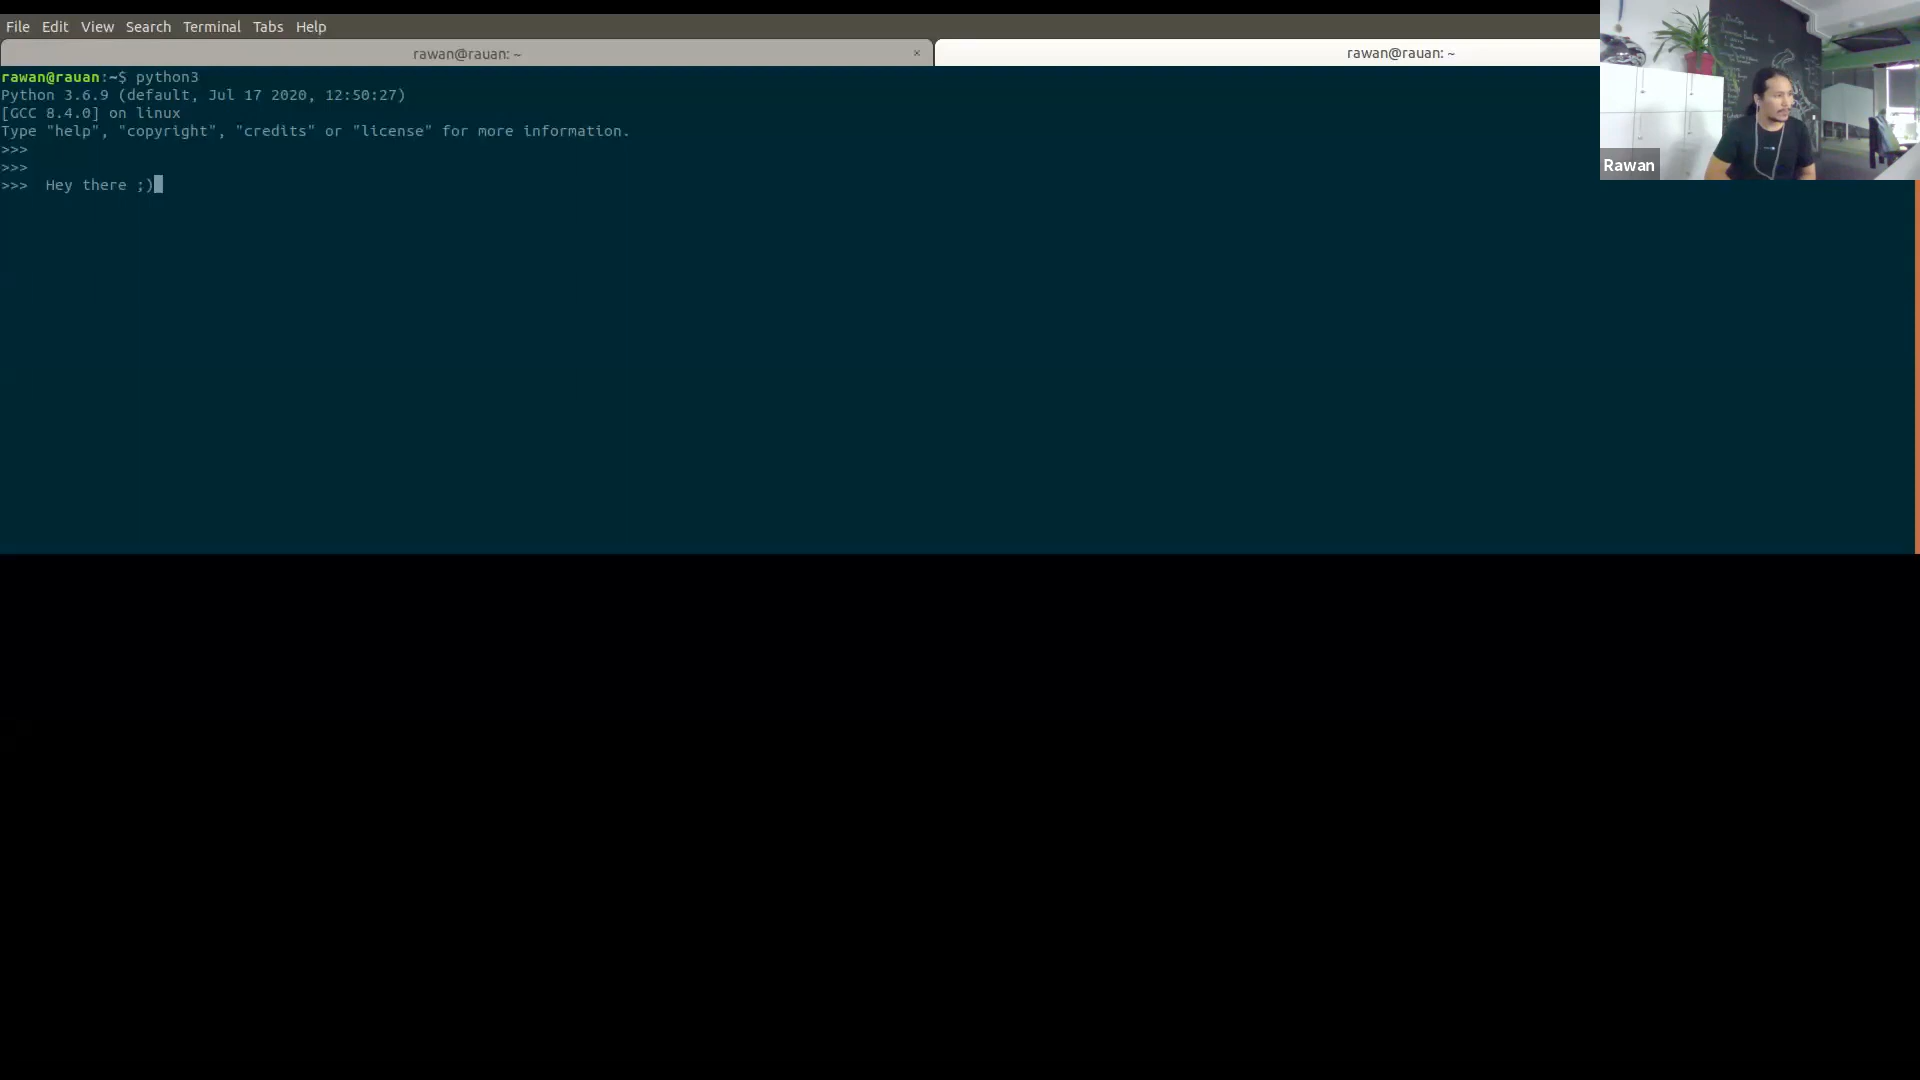 File Edit View Search Terminal Tabs Help
rawan@rauan: ~ × rawan@rauan: ~
rawan@rauan:~$ python3
Python 3.6.9 (default, Jul 17 2020, 12:50:27)
[GCC 8.4.0] on linux
Type "help", "copyright", "credits" or "license" for more information.
>>>
>>>
>>>  Hey there ;)
Rawan